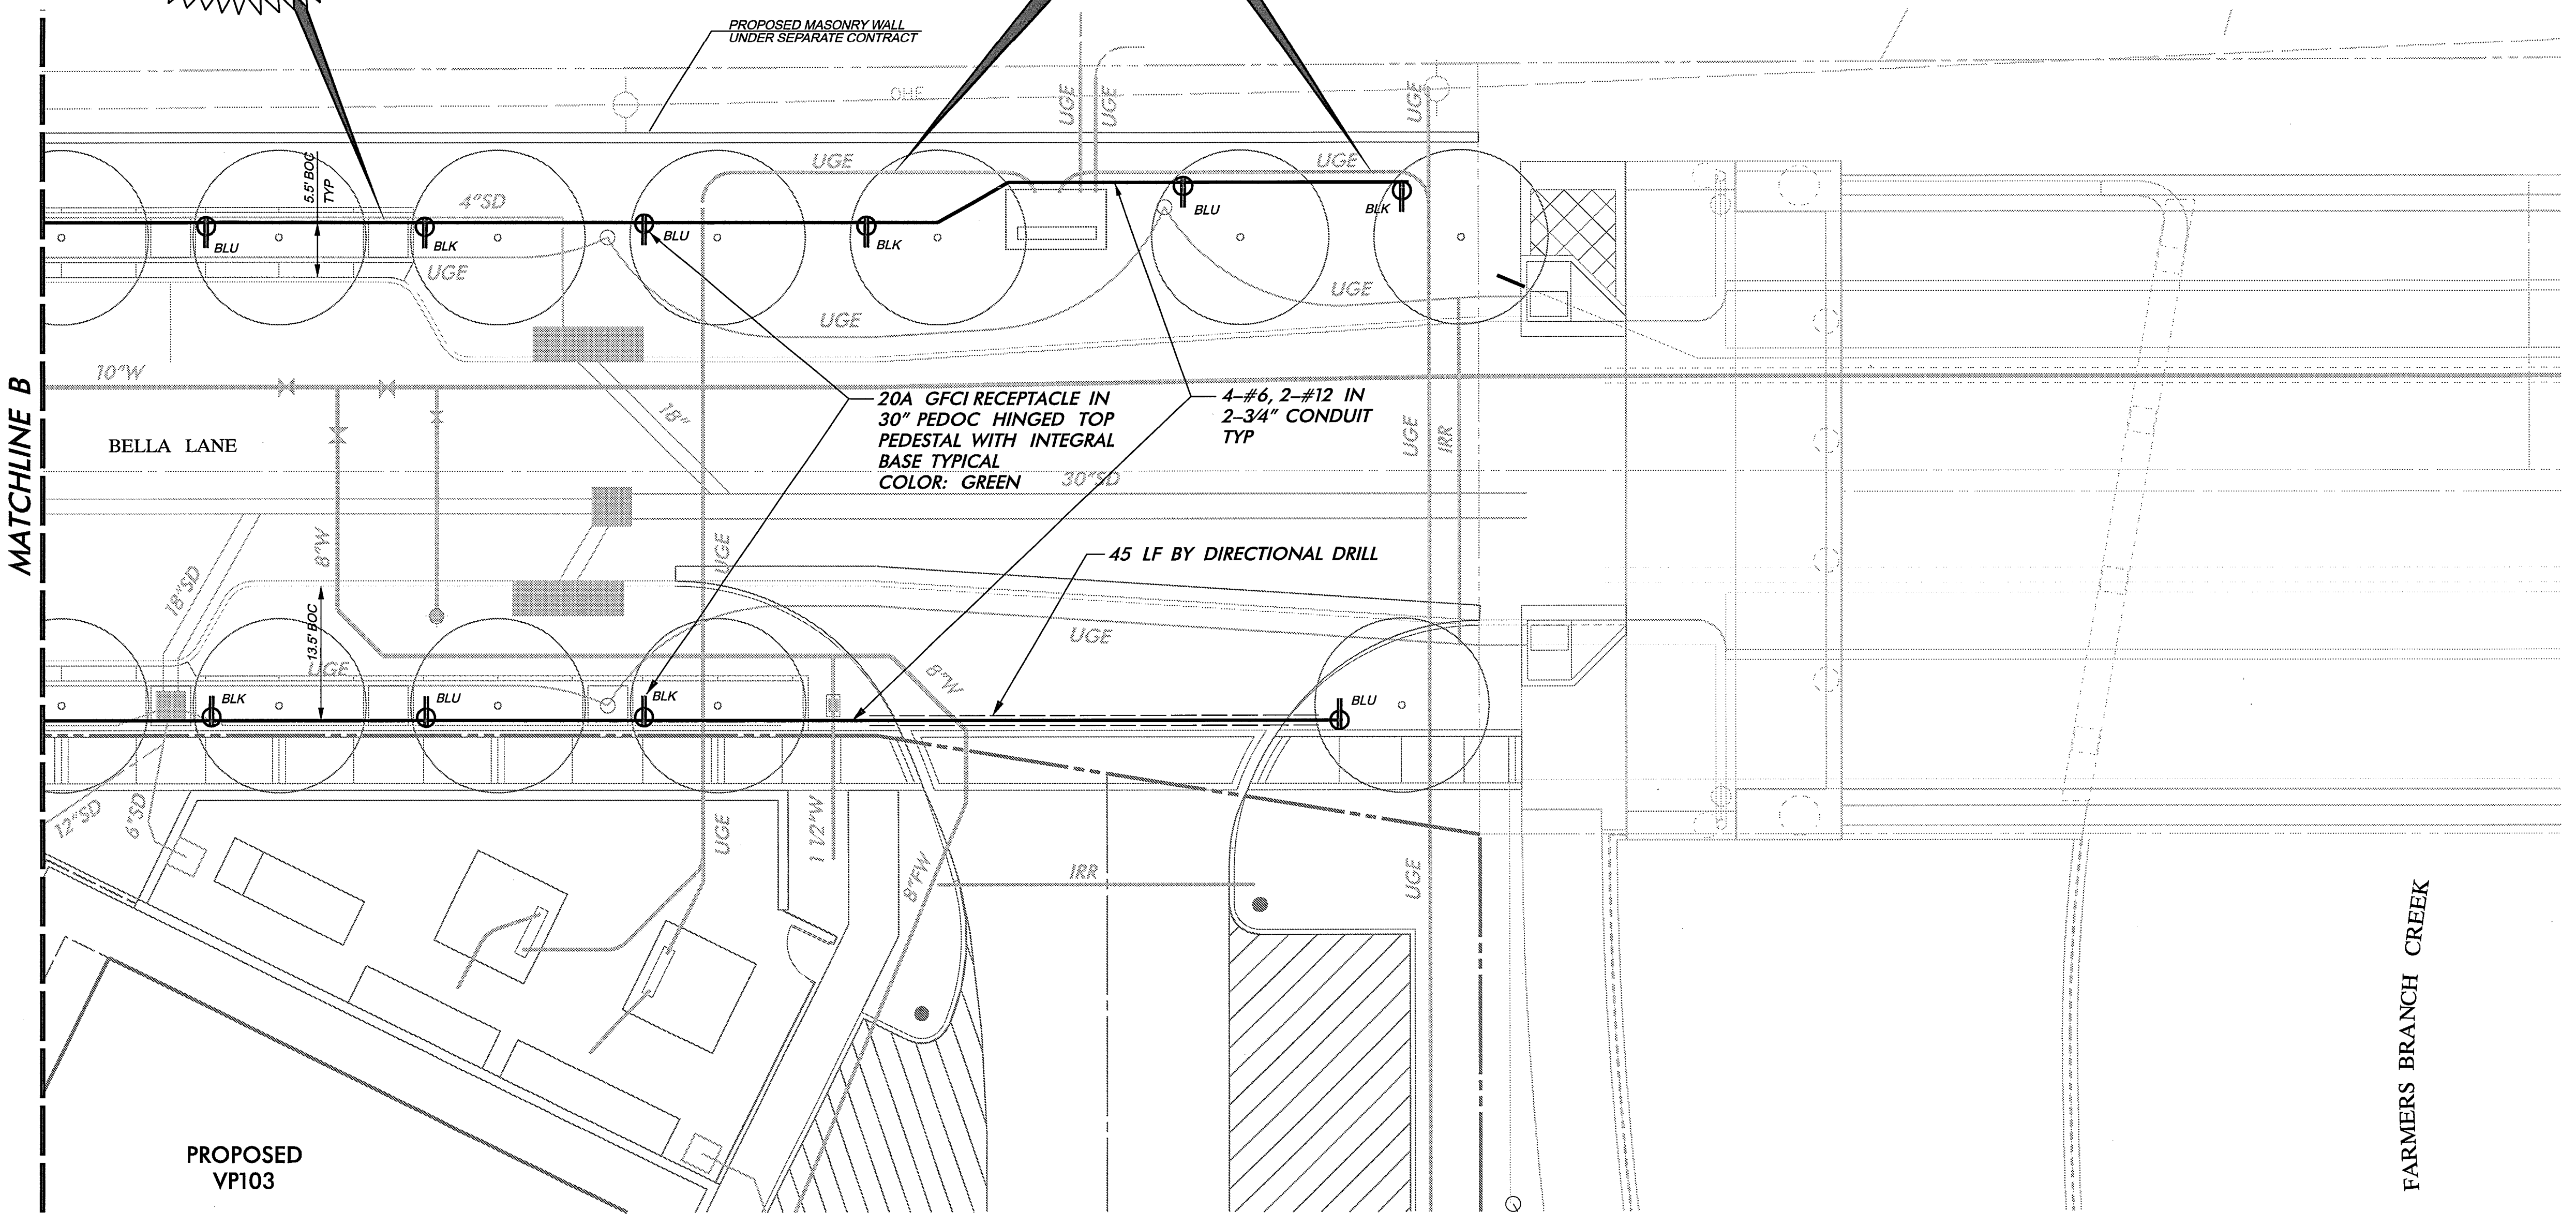 PROPOSED MASONRY WALL
UNDER SEPARATE CONTRACT
OHE
UGE
UGE
UGE
UGE
UGE
5.5' BOC
TYP
4"SD
BLU
BLK
BLU
BLK
BLU
BLK
UGE
UGE
UGE
10"W
MATCHLINE B
BELLA LANE
18"
20A GFCI RECEPTACLE IN
30" PEDOC HINGED TOP
PEDESTAL WITH INTEGRAL
BASE TYPICAL
COLOR: GREEN
4-#6, 2-#12 IN
2-3/4" CONDUIT
TYP
UGE
IRR
30"SD
8"W
UGE
45 LF BY DIRECTIONAL DRILL
18"SD
13.5' BOC
UGE
UGE
8"W
BLK
BLU
BLK
BLU
12"SD
6"SD
UGE
1 1/2"W
8"FW
IRR
UGE
FARMERS BRANCH CREEK
PROPOSED
VP103